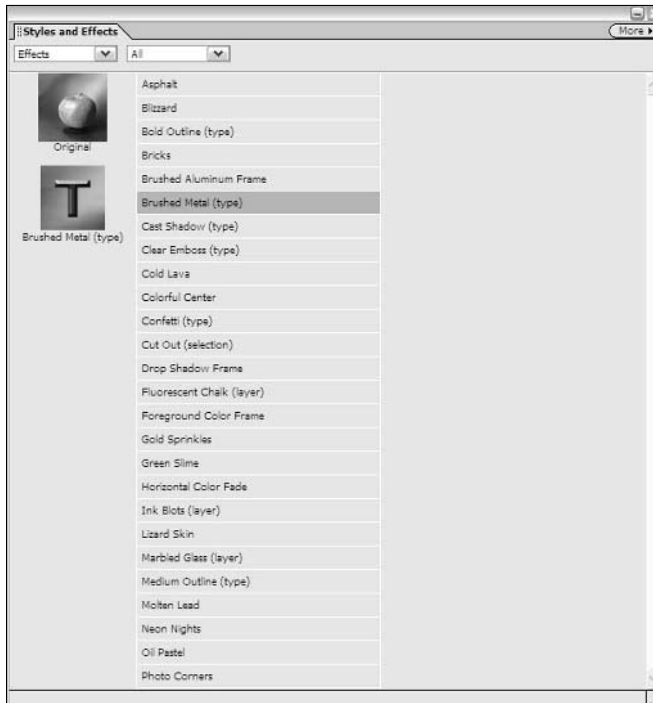 Styles and Effects
More
Effects
All
Original
Brushed Metal (type)
Asphalt
Blizzard
Bold Outline (type)
Bricks
Brushed Aluminum Frame
Brushed Metal (type)
Cast Shadow (type)
Clear Emboss (type)
Cold Lava
Colorful Center
Confetti (type)
Cut Out (selection)
Drop Shadow Frame
Fluorescent Chalk (layer)
Foreground Color Frame
Gold Sprinkles
Green Slime
Horizontal Color Fade
Ink Blots (layer)
Lizard Skin
Marbled Glass (layer)
Medium Outline (type)
Molten Lead
Neon Nights
Oil Pastel
Photo Corners